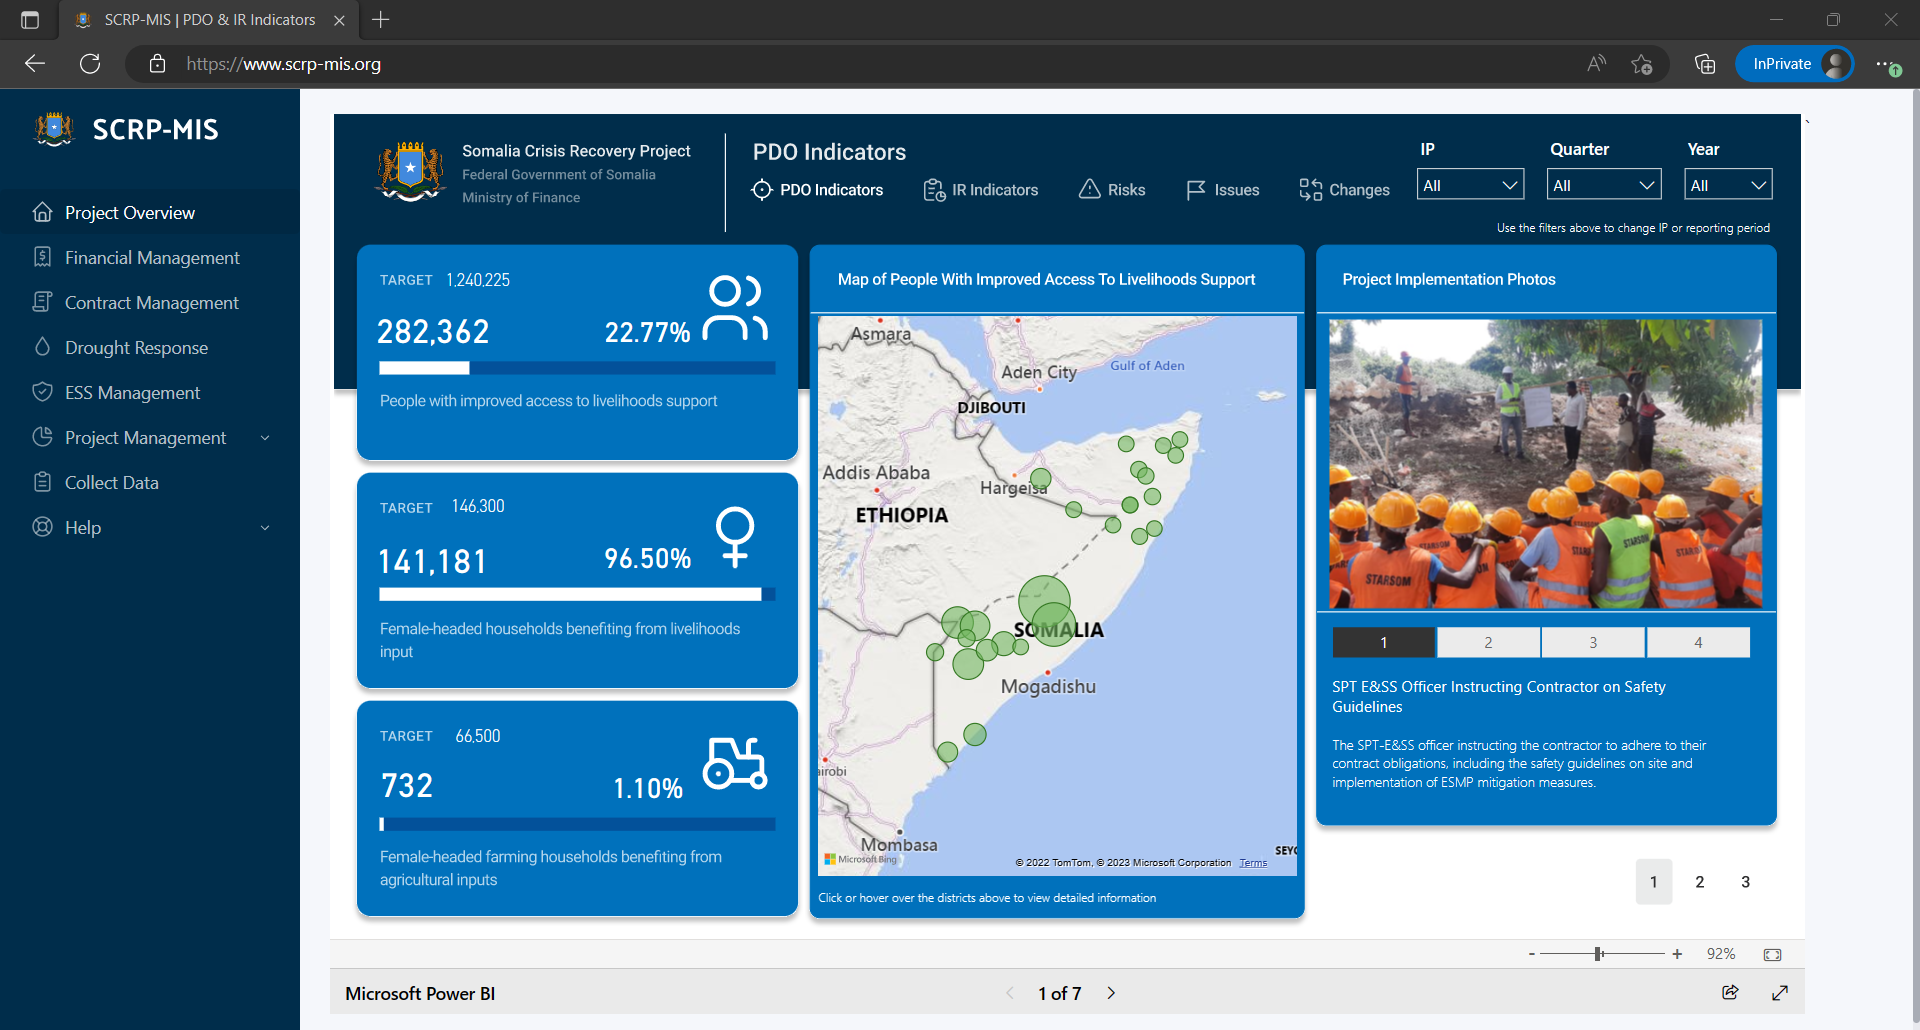 SCRP-MIS | PDO & IR Indicators
https://www.scrp-mis.org
InPrivate
SCRP-MIS
Project Overview
Financial Management
Contract Management
Drought Response
ESS Management
Project Management
Collect Data
Help
Somalia Crisis Recovery Project
Federal Government of Somalia
Ministry of Finance
PDO Indicators
PDO Indicators
IR Indicators
Risks
Issues
Changes
IP
Quarter
Year
All
All
All
Use the filters above to change IP or reporting period
TARGET 1,240,225
282,362 22.77%
People with improved access to livelihoods support
TARGET 146,300
141,181 96.50%
Female-headed households benefiting from livelihoods
input
TARGET 66,500
732 1.10%
Female-headed farming households benefiting from
agricultural inputs
Map of People With Improved Access To Livelihoods Support
Asmara
Aden City
Gulf of Aden
DJIBOUTI
Addis Ababa
Hargeisa
ETHIOPIA
SOMALIA
Mogadishu
airobi
Mombasa
SEYC
Microsoft Bing
© 2022 TomTom, © 2023 Microsoft Corporation Terms
Click or hover over the districts above to view detailed information
Project Implementation Photos
STARSOM
STARSOM
1 2 3 4
SPT E&SS Officer Instructing Contractor on Safety
Guidelines
The SPT-E&SS officer instructing the contractor to adhere to their
contract obligations, including the safety guidelines on site and
implementation of ESMP mitigation measures.
1 2 3
- + 92%
Microsoft Power BI
1 of 7